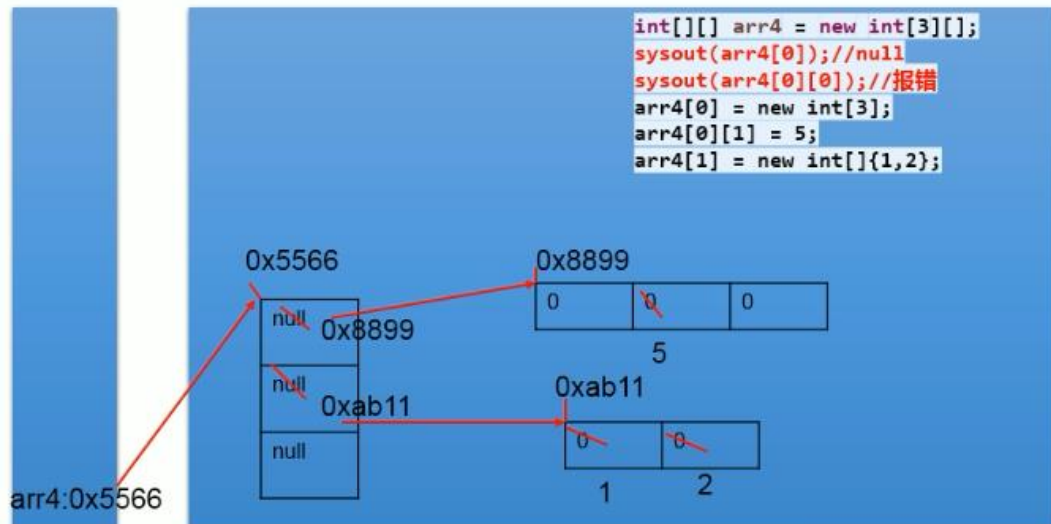 int[][] arr4 = new int[3][];
sysout(arr4[0]);//null
sysout(arr4[0][0]);//报错
arr4[0] = new int[3];
arr4[0][1] = 5;
arr4[1] = new int[]{1,2};
0x5566
0x8899
null
0x8899
0
0
0
5
null
0xab11
0xab11
0
0
1
2
null
arr4:0x5566